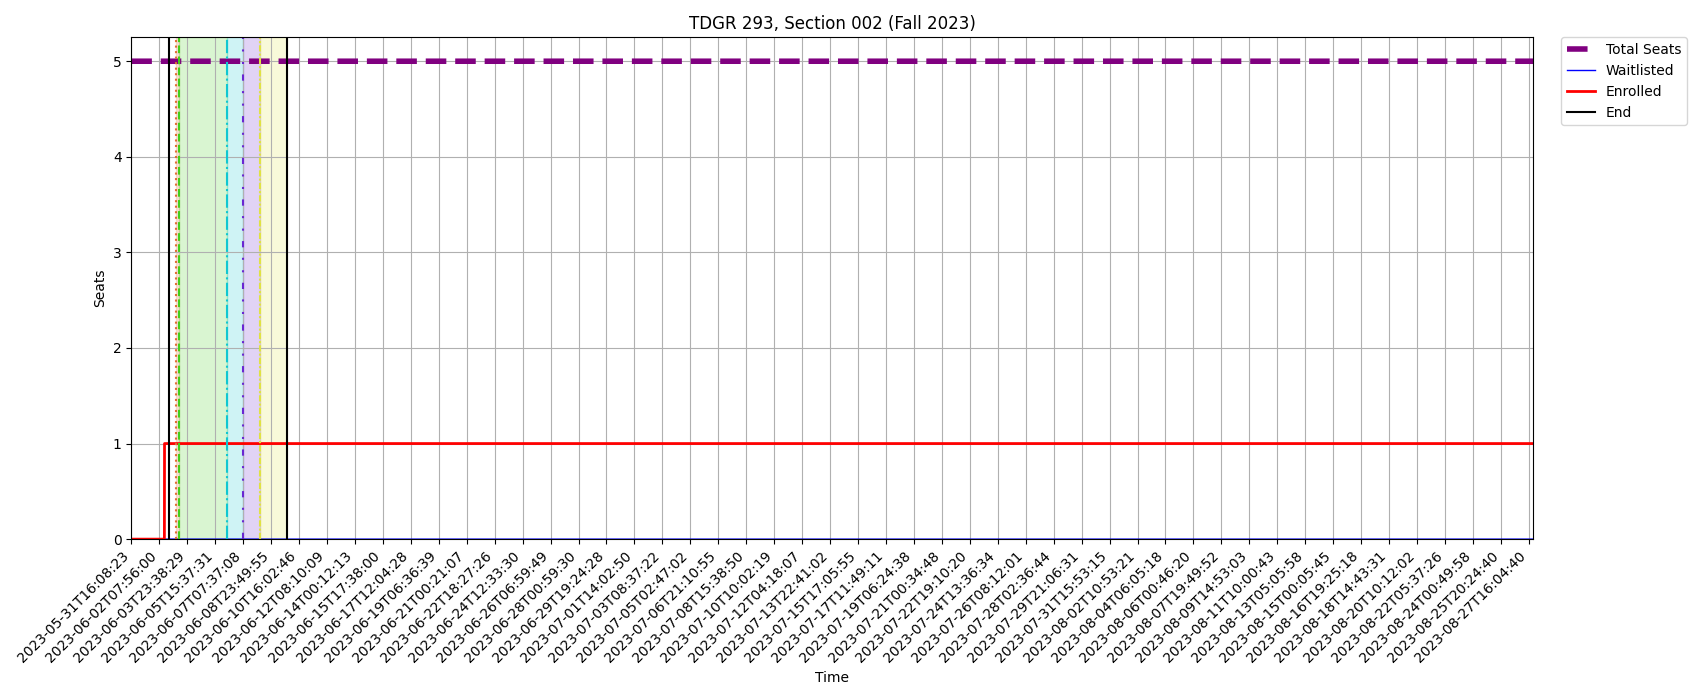 TDGR 293, Section 002 (Fall 2023)
Total Seats
Waitlisted
Enrolled
End
5
4
3
2
1
0
Seats
2023-05-31T16:08:23
2023-06-02T07:56:00
2023-06-03T23:38:29
2023-06-05T15:37:31
2023-06-07T07:37:08
2023-06-08T23:49:55
2023-06-10T16:02:46
2023-06-12T08:10:09
2023-06-14T00:12:13
2023-06-15T17:38:00
2023-06-17T12:04:28
2023-06-19T06:36:39
2023-06-21T00:21:07
2023-06-22T18:27:26
2023-06-24T12:33:30
2023-06-26T06:59:49
2023-06-28T00:59:30
2023-06-29T19:24:28
2023-07-01T14:02:50
2023-07-03T08:37:22
2023-07-05T02:47:02
2023-07-06T21:10:55
2023-07-08T15:38:50
2023-07-10T10:02:19
2023-07-12T04:18:07
2023-07-13T22:41:02
2023-07-15T17:05:55
2023-07-17T11:49:11
2023-07-19T06:24:38
2023-07-21T00:34:48
2023-07-22T19:10:20
2023-07-24T13:36:34
2023-07-26T08:12:01
2023-07-28T02:36:44
2023-07-29T21:06:31
2023-07-31T15:53:15
2023-08-02T10:53:21
2023-08-04T06:05:18
2023-08-06T00:46:20
2023-08-07T19:49:52
2023-08-09T14:53:03
2023-08-11T10:00:43
2023-08-13T05:05:58
2023-08-15T00:05:45
2023-08-16T19:25:18
2023-08-18T14:43:31
2023-08-20T10:12:02
2023-08-22T05:37:26
2023-08-24T00:49:58
2023-08-25T20:24:40
2023-08-27T16:04:40
Time